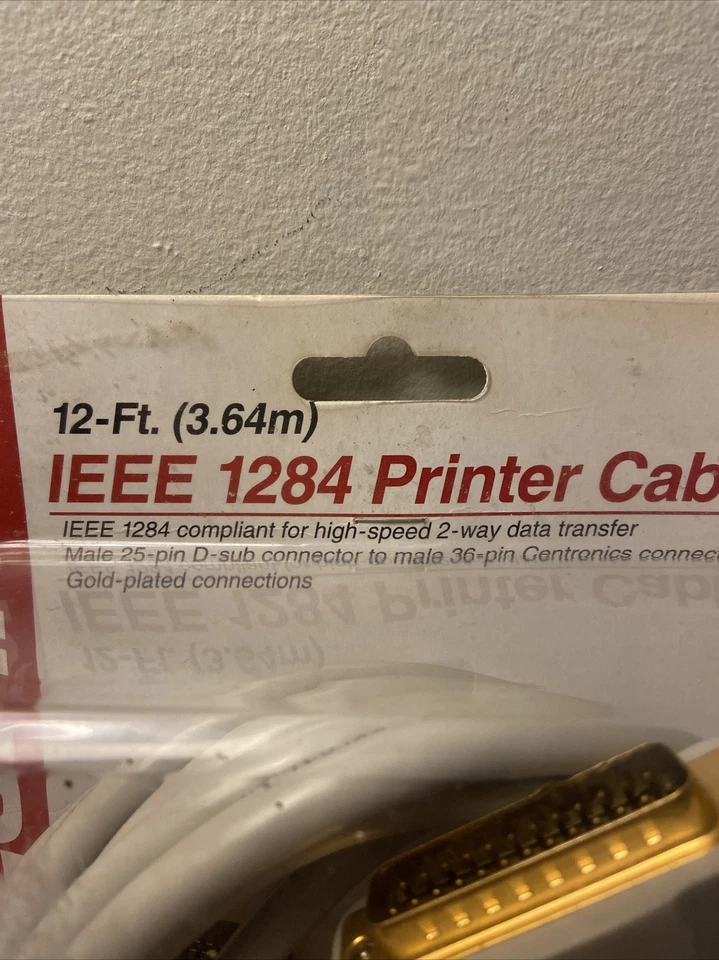 12-Ft. (3.64m)
IEEE 1284 Printer Cab
IEEE 1284 compliant for high-speed 2-way data transfer
Male 25-pin D-sub connector to male 36-pin Centronics connect
Gold-plated connections